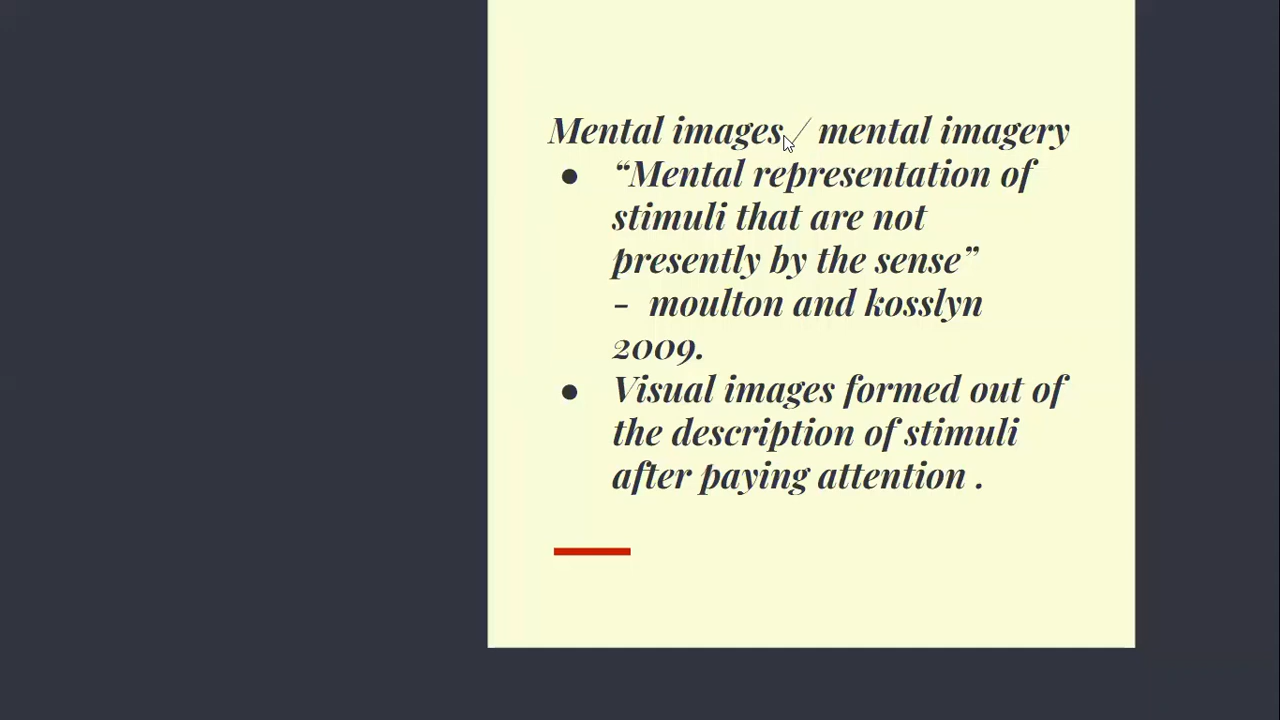 Mental images / mental imagery
● “Mental representation of
stimuli that are not
presently by the sense”
- moulton and kosslyn
2009.
● Visual images formed out of
the description of stimuli
after paying attention .